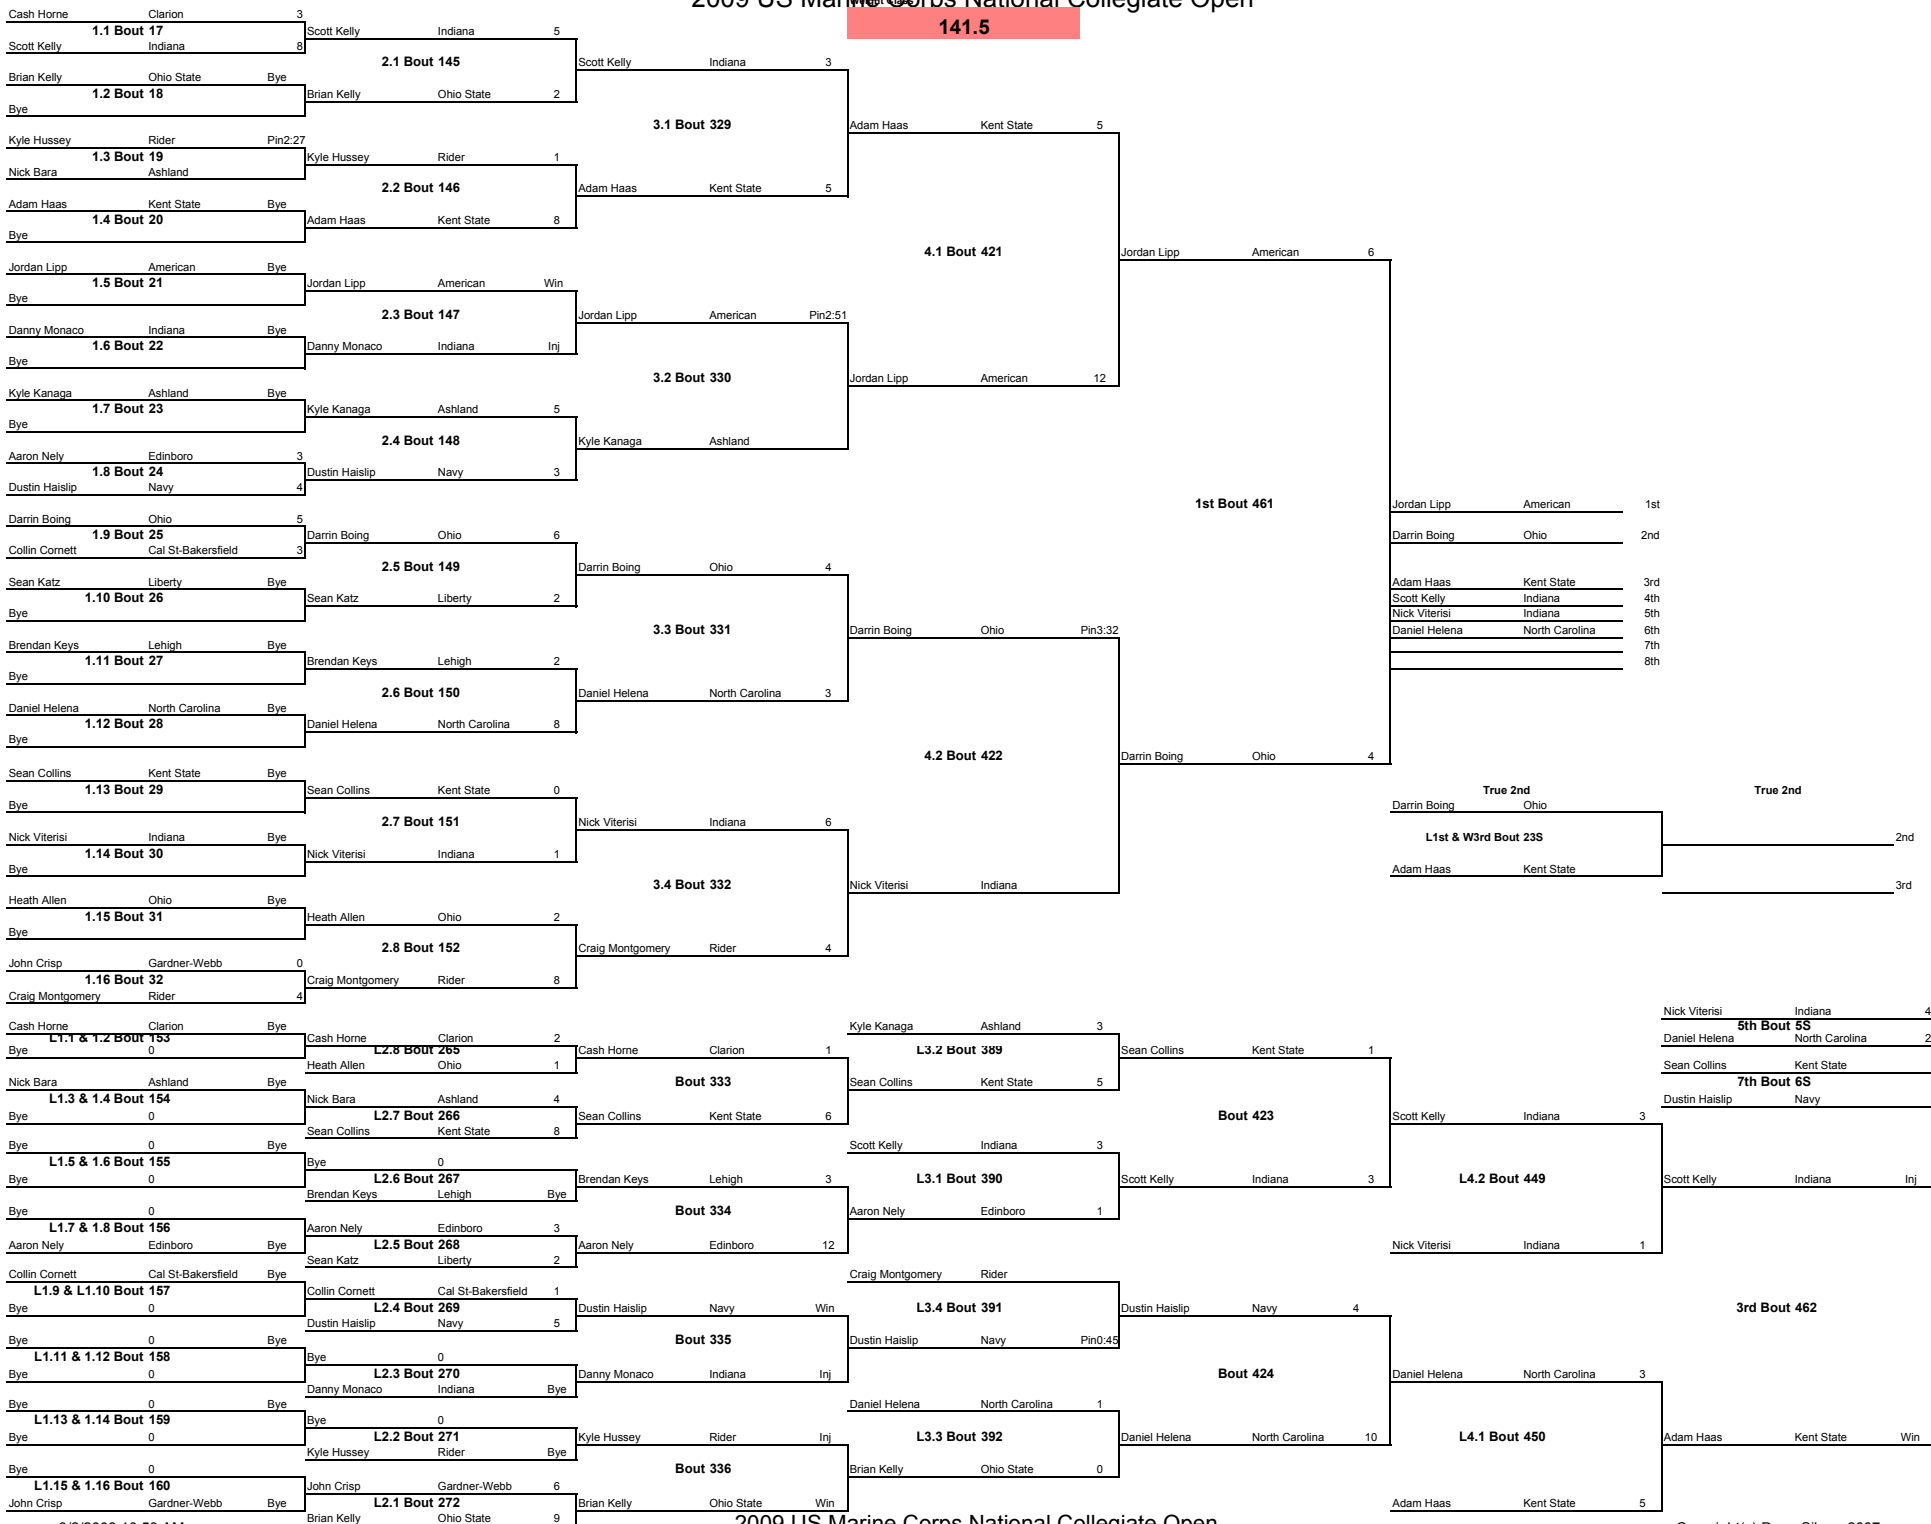 2009 US Marine Corps National Collegiate Open
Weight Class
141.5
Cash Horne Clarion 3
1.1 Bout 17
Scott Kelly Indiana 8
Brian Kelly Ohio State Bye
1.2 Bout 18
Bye
Kyle Hussey Rider Pin2:27
1.3 Bout 19
Nick Bara Ashland
Adam Haas Kent State Bye
1.4 Bout 20
Bye
Jordan Lipp American Bye
1.5 Bout 21
Bye
Danny Monaco Indiana Bye
1.6 Bout 22
Bye
Kyle Kanaga Ashland Bye
1.7 Bout 23
Bye
Aaron Nely Edinboro 3
1.8 Bout 24
Dustin Haislip Navy 4
Darrin Boing Ohio 5
1.9 Bout 25
Collin Cornett Cal St-Bakersfield 3
Sean Katz Liberty Bye
1.10 Bout 26
Bye
Brendan Keys Lehigh Bye
1.11 Bout 27
Bye
Daniel Helena North Carolina Bye
1.12 Bout 28
Bye
Sean Collins Kent State Bye
1.13 Bout 29
Bye
Nick Viterisi Indiana Bye
1.14 Bout 30
Bye
Heath Allen Ohio Bye
1.15 Bout 31
Bye
John Crisp Gardner-Webb 0
1.16 Bout 32
Craig Montgomery Rider 4
Scott Kelly Indiana 5
2.1 Bout 145
Brian Kelly Ohio State 2
Kyle Hussey Rider 1
2.2 Bout 146
Adam Haas Kent State 8
Jordan Lipp American Win
2.3 Bout 147
Danny Monaco Indiana Inj
Kyle Kanaga Ashland 5
2.4 Bout 148
Dustin Haislip Navy 3
Darrin Boing Ohio 6
2.5 Bout 149
Sean Katz Liberty 2
Brendan Keys Lehigh 2
2.6 Bout 150
Daniel Helena North Carolina 8
Sean Collins Kent State 0
2.7 Bout 151
Nick Viterisi Indiana 1
Heath Allen Ohio 2
2.8 Bout 152
Craig Montgomery Rider 8
Scott Kelly Indiana 3
3.1 Bout 329
Adam Haas Kent State 5
Jordan Lipp American Pin2:51
3.2 Bout 330
Kyle Kanaga Ashland
Darrin Boing Ohio 4
3.3 Bout 331
Daniel Helena North Carolina 3
Nick Viterisi Indiana 6
3.4 Bout 332
Craig Montgomery Rider 4
Adam Haas Kent State 5
4.1 Bout 421
Jordan Lipp American 12
Darrin Boing Ohio Pin3:32
4.2 Bout 422
Nick Viterisi Indiana
Jordan Lipp American 6
1st Bout 461
Darrin Boing Ohio 4
Jordan Lipp American 1st
Darrin Boing Ohio 2nd
Adam Haas Kent State 3rd
Scott Kelly Indiana 4th
Nick Viterisi Indiana 5th
Daniel Helena North Carolina 6th
7th
8th
True 2nd True 2nd
Darrin Boing Ohio
L1st & W3rd Bout 23S
2nd
Adam Haas Kent State
3rd
Cash Horne Clarion Bye
L1.1 & 1.2 Bout 153
Bye 0
Nick Bara Ashland Bye
L1.3 & 1.4 Bout 154
Bye 0
Bye 0 Bye
L1.5 & 1.6 Bout 155
Bye 0
Bye 0
L1.7 & 1.8 Bout 156
Aaron Nely Edinboro Bye
Collin Cornett Cal St-Bakersfield Bye
L1.9 & L1.10 Bout 157
Bye 0
Bye 0 Bye
L1.11 & 1.12 Bout 158
Bye 0
Bye 0 Bye
L1.13 & 1.14 Bout 159
Bye 0
Bye 0
L1.15 & 1.16 Bout 160
John Crisp Gardner-Webb Bye
Cash Horne Clarion 2
L2.8 Bout 265
Heath Allen Ohio 1
Nick Bara Ashland 4
L2.7 Bout 266
Sean Collins Kent State 8
Bye 0
L2.6 Bout 267
Brendan Keys Lehigh Bye
Aaron Nely Edinboro 3
L2.5 Bout 268
Sean Katz Liberty 2
Collin Cornett Cal St-Bakersfield 1
L2.4 Bout 269
Dustin Haislip Navy 5
Bye 0
L2.3 Bout 270
Danny Monaco Indiana Bye
Bye 0
L2.2 Bout 271
Kyle Hussey Rider Bye
John Crisp Gardner-Webb 6
L2.1 Bout 272
Brian Kelly Ohio State 9
Cash Horne Clarion 1
Bout 333
Sean Collins Kent State 6
Brendan Keys Lehigh 3
Bout 334
Aaron Nely Edinboro 12
Dustin Haislip Navy Win
Bout 335
Danny Monaco Indiana Inj
Kyle Hussey Rider Inj
Bout 336
Brian Kelly Ohio State Win
Kyle Kanaga Ashland 3
L3.2 Bout 389
Sean Collins Kent State 5
Scott Kelly Indiana 3
L3.1 Bout 390
Aaron Nely Edinboro 1
Craig Montgomery Rider
L3.4 Bout 391
Dustin Haislip Navy Pin0:45
Daniel Helena North Carolina 1
L3.3 Bout 392
Brian Kelly Ohio State 0
Sean Collins Kent State 1
Bout 423
Scott Kelly Indiana 3
Dustin Haislip Navy 4
Bout 424
Daniel Helena North Carolina 10
Scott Kelly Indiana 3
L4.2 Bout 449
Nick Viterisi Indiana 1
Daniel Helena North Carolina 3
L4.1 Bout 450
Adam Haas Kent State 5
Nick Viterisi Indiana 4
5th Bout 5S
Daniel Helena North Carolina 2
Sean Collins Kent State
7th Bout 6S
Dustin Haislip Navy
Scott Kelly Indiana Inj
3rd Bout 462
Adam Haas Kent State Win
2009 US Marine Corps National Collegiate Open